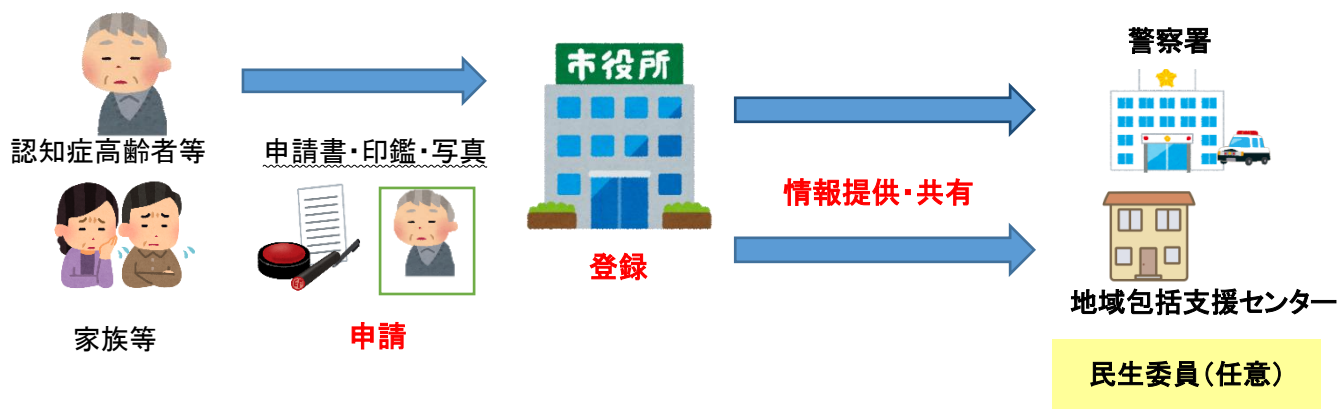 認知症高齢者等
家族等
申請書・印鑑・写真
申請
市役所
登録
情報提供・共有
警察署
地域包括支援センター
民生委員（任意）